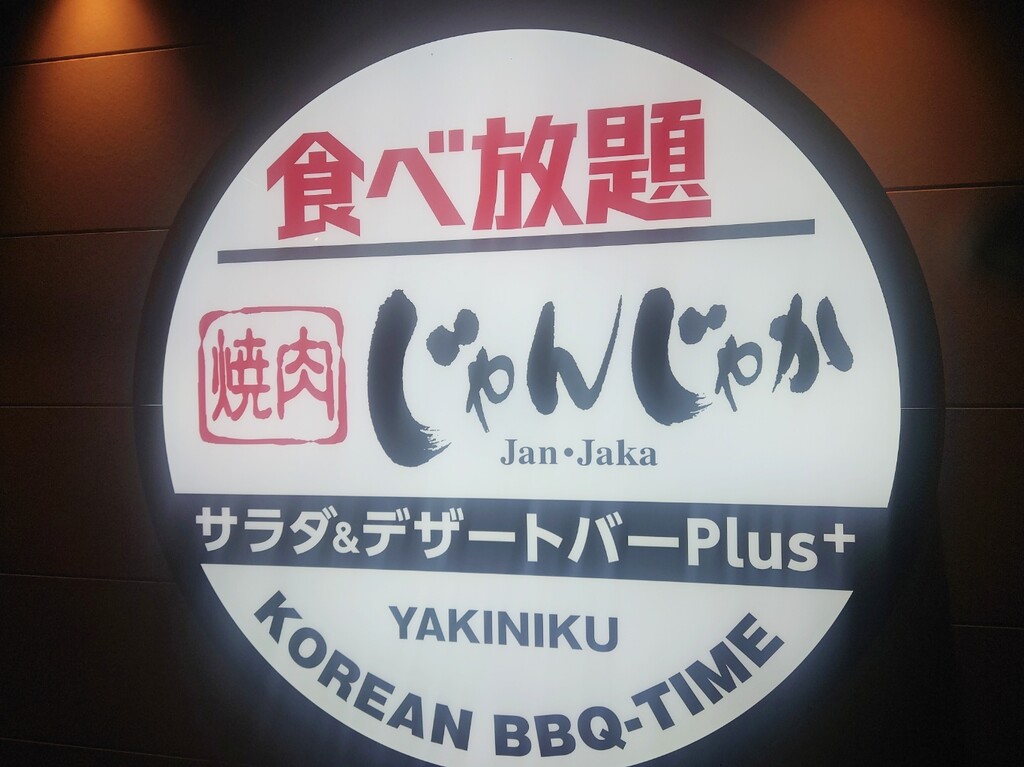 食べ放題
焼肉 じゃんじゃか
Jan・Jaka
サラダ&デザートバーPlus+
YAKINIKU
KOREAN BBQ-TIME